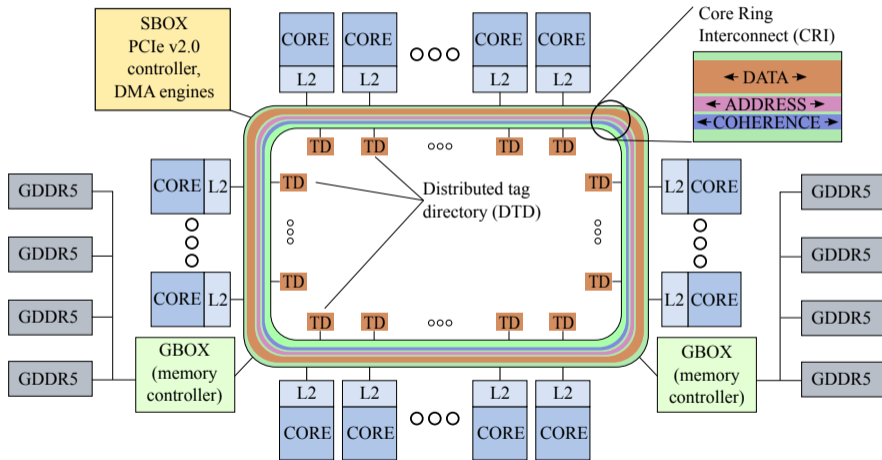 SBOX
PCIe v2.0
controller,
DMA engines
CORE
CORE
CORE
CORE
L2
L2
L2
L2
Core Ring
Interconnect (CRI)
DATA
ADDRESS
COHERENCE
TD
TD
TD
TD
GDDR5
GDDR5
GDDR5
GDDR5
CORE
L2
CORE
L2
TD
TD
Distributed tag
directory (DTD)
TD
TD
L2
CORE
L2
CORE
GDDR5
GDDR5
GDDR5
GDDR5
TD
TD
TD
TD
GBOX
(memory
controller)
GBOX
(memory
controller)
L2
L2
L2
L2
CORE
CORE
CORE
CORE